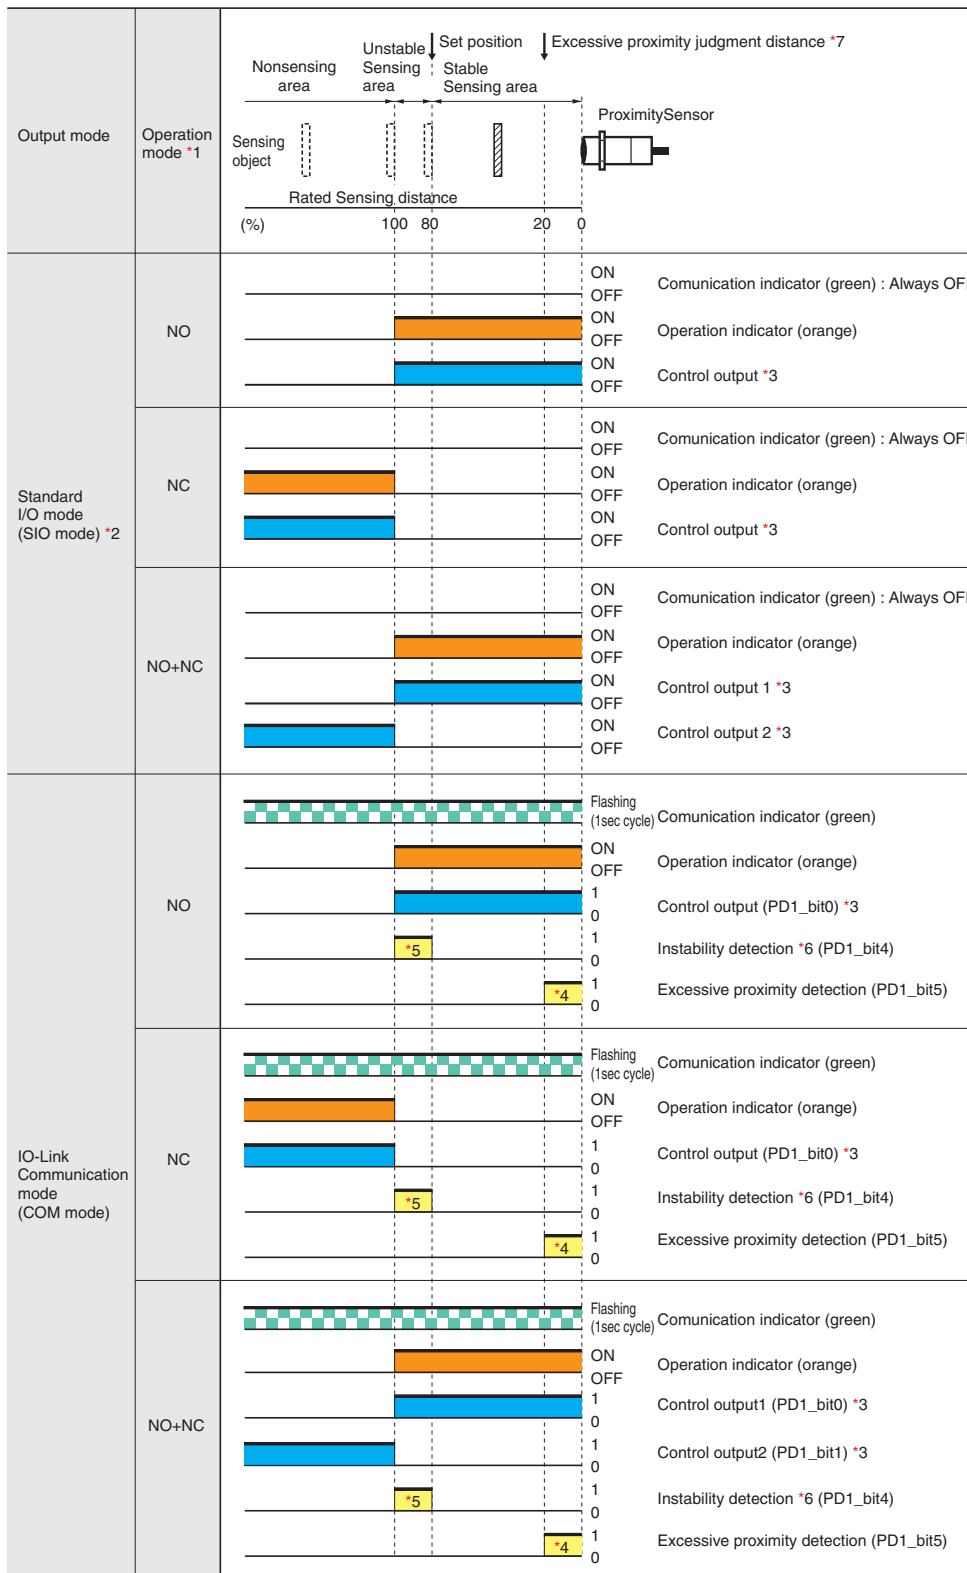 Output mode
Operation
mode *1
Set position
Excessive proximity judgment distance *7
Unstable
Sensing
area
Nonsensing
area
Stable
Sensing area
ProximitySensor
Sensing
object
Rated Sensing distance
(%)
100
80
20
0
Standard
I/O mode
(SIO mode) *2
NO
ON
OFF
Comunication indicator (green) : Always OF
ON
OFF
Operation indicator (orange)
ON
OFF
Control output *3
NC
ON
OFF
Comunication indicator (green) : Always OF
ON
OFF
Operation indicator (orange)
ON
OFF
Control output *3
NO+NC
ON
OFF
Comunication indicator (green) : Always OF
ON
OFF
Operation indicator (orange)
ON
OFF
Control output 1 *3
ON
OFF
Control output 2 *3
IO-Link
Communication
mode
(COM mode)
NO
Flashing
(1sec cycle)
Comunication indicator (green)
ON
OFF
Operation indicator (orange)
1
0
Control output (PD1_bit0) *3
*5
1
0
Instability detection *6 (PD1_bit4)
*4
1
0
Excessive proximity detection (PD1_bit5)
NC
Flashing
(1sec cycle)
Comunication indicator (green)
ON
OFF
Operation indicator (orange)
1
0
Control output (PD1_bit0) *3
*5
1
0
Instability detection *6 (PD1_bit4)
*4
1
0
Excessive proximity detection (PD1_bit5)
NO+NC
Flashing
(1sec cycle)
Comunication indicator (green)
ON
OFF
Operation indicator (orange)
1
0
Control output1 (PD1_bit0) *3
1
0
Control output2 (PD1_bit1) *3
*5
1
0
Instability detection *6 (PD1_bit4)
*4
1
0
Excessive proximity detection (PD1_bit5)